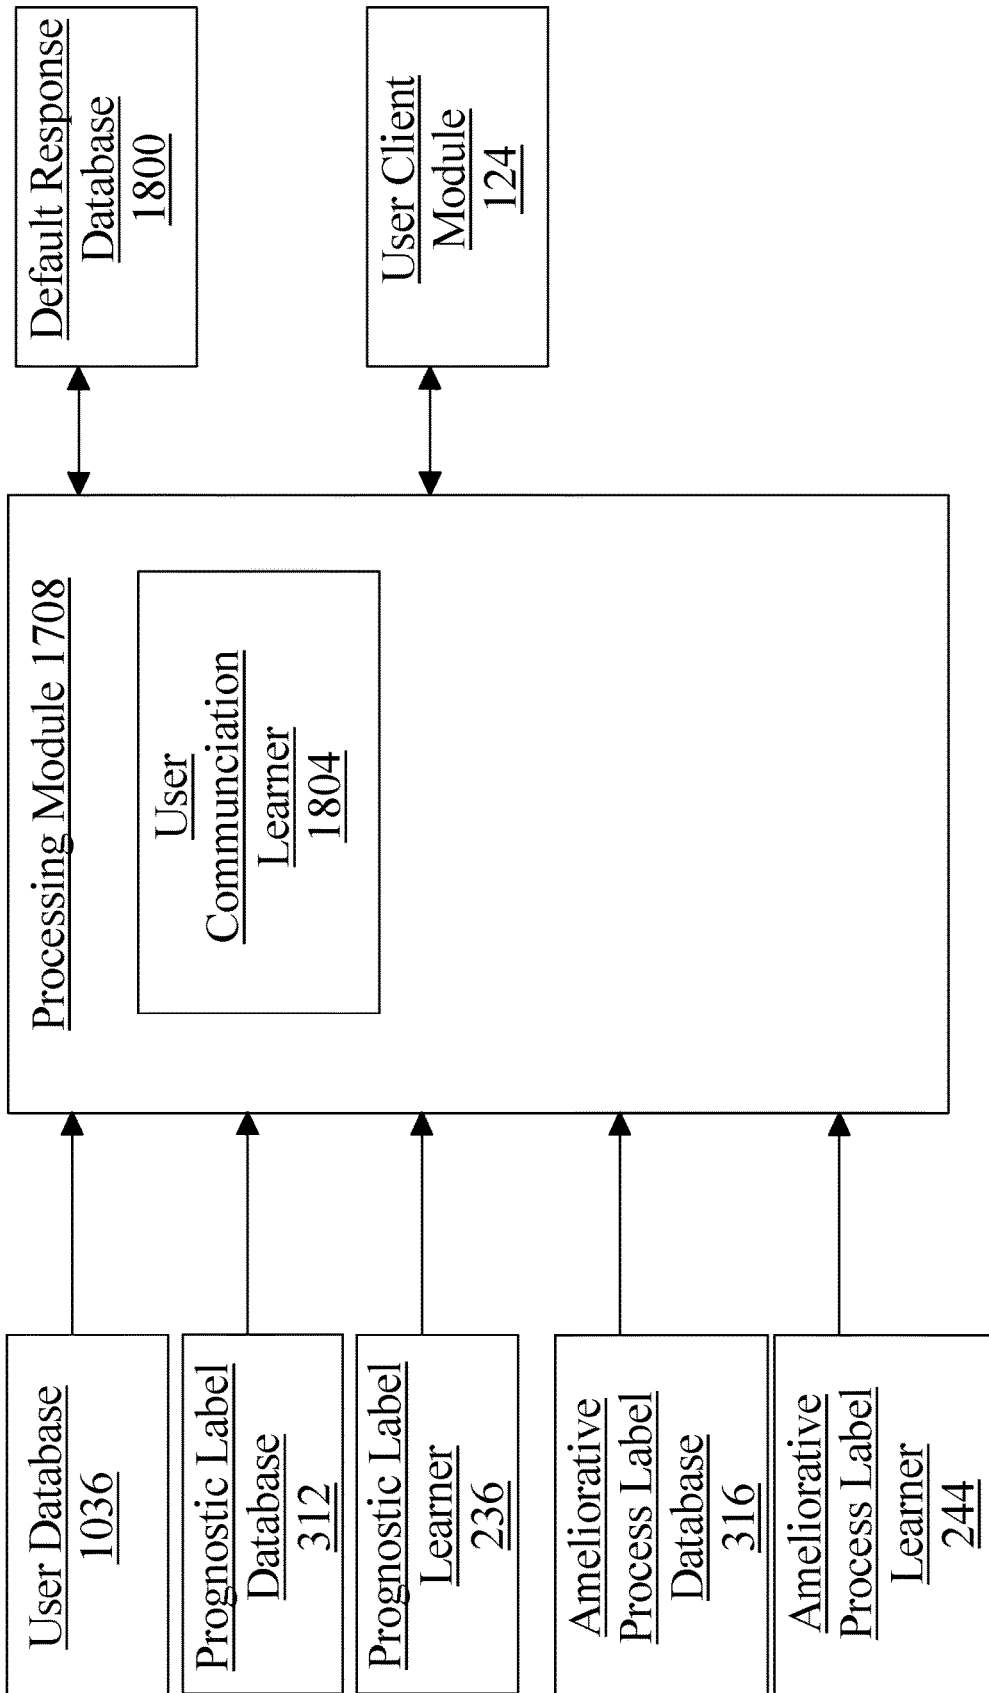 User Database
1036
Prognostic Label
Database
312
Prognostic Label
Learner
236
Ameliorative
Process Label
Database
316
Ameliorative
Process Label
Learner
244
Processing Module 1708
User
Communciation
Learner
1804
Default Response
Database
1800
User Client
Module
124